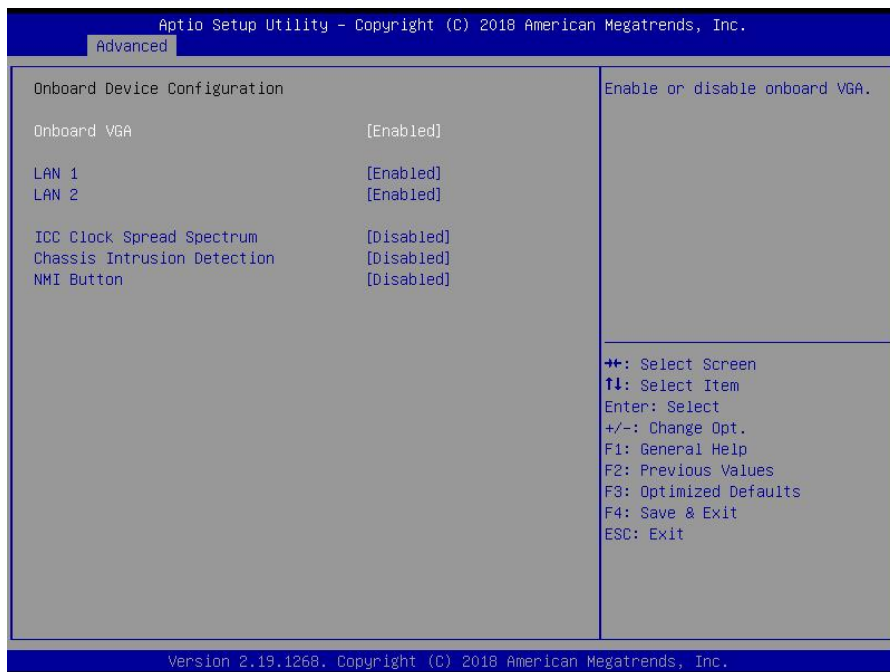 Aptio Setup Utility – Copyright (C) 2018 American Megatrends, Inc.
Advanced
Onboard Device Configuration
Onboard VGA [Enabled]
LAN 1 [Enabled]
LAN 2 [Enabled]
ICC Clock Spread Spectrum [Disabled]
Chassis Intrusion Detection [Disabled]
NMI Button [Disabled]
Enable or disable onboard VGA.
→←: Select Screen
↑↓: Select Item
Enter: Select
+/-: Change Opt.
F1: General Help
F2: Previous Values
F3: Optimized Defaults
F4: Save & Exit
ESC: Exit
Version 2.19.1268. Copyright (C) 2018 American Megatrends, Inc.